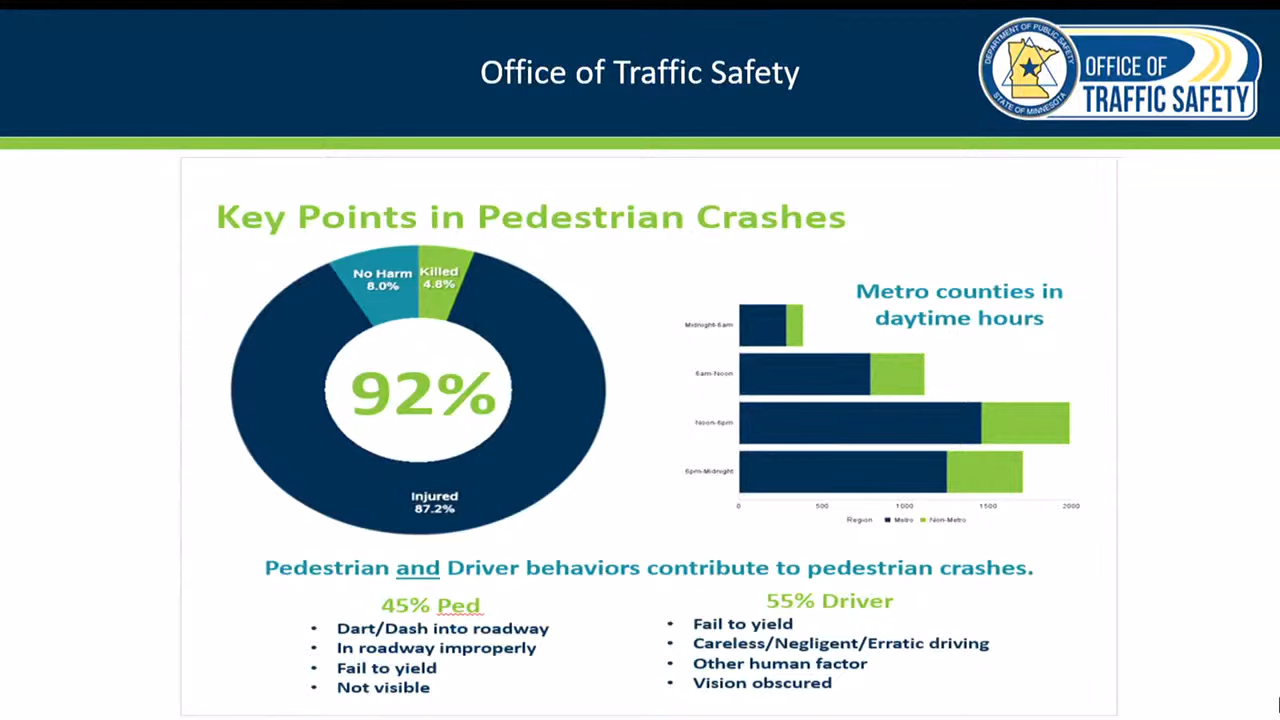 Office of Traffic Safety
DEPARTMENT OF PUBLIC SAFETY
STATE OF MINNESOTA
OFFICE OF
TRAFFIC SAFETY
Key Points in Pedestrian Crashes
No Harm
8.0%
Killed
4.8%
92%
Injured
87.2%
Metro counties in
daytime hours
Midnight-6am
6am-Noon
Noon-6pm
6pm-Midnight
0 500 1000 1500 2000
Region Metro Non-Metro
Pedestrian and Driver behaviors contribute to pedestrian crashes.
45% Ped
• Dart/Dash into roadway
• In roadway improperly
• Fail to yield
• Not visible
55% Driver
• Fail to yield
• Careless/Negligent/Erratic driving
• Other human factor
• Vision obscured